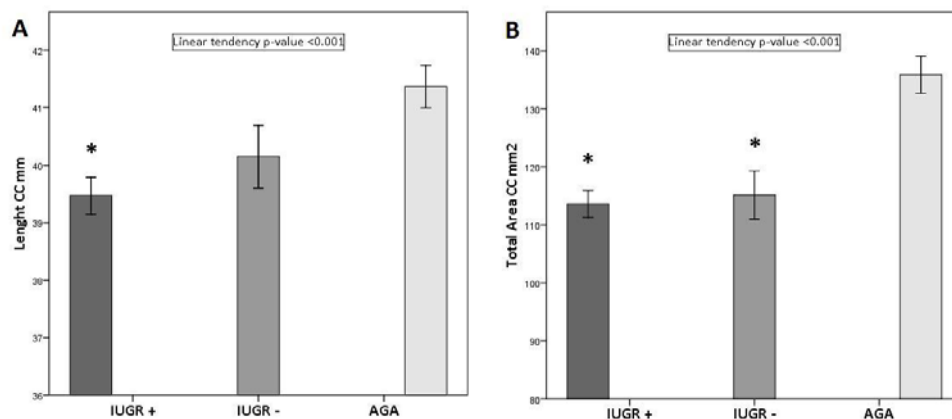 A
Linear tendency p-value <0.001
Lenght CC mm
42
41
40
39
38
37
36
*
IUGR +
IUGR -
AGA
B
Linear tendency p-value <0.001
Total Area CC mm2
140
130
120
110
100
90
80
*
*
IUGR +
IUGR -
AGA